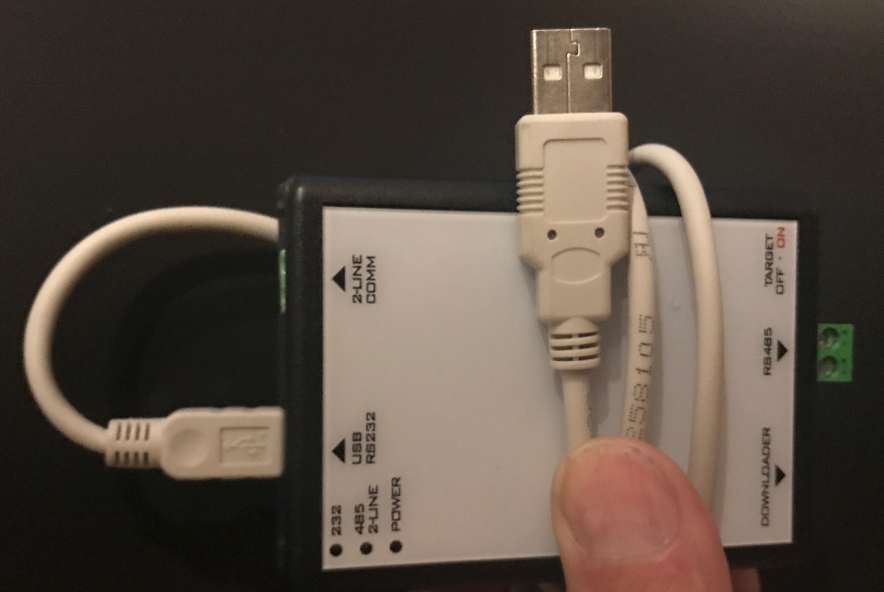 2-LINE
COMM
USB
RS232
232
485
2-LINE
POWER
TARGET
OFF - ON
RS485
DOWNLOADER